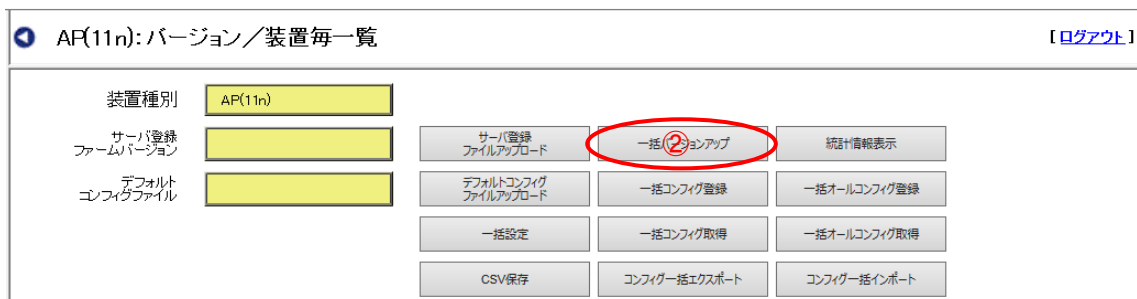 AP(11n):バージョン/装置毎一覧
[ログアウト]
装置種別
AP(11n)
サーバ登録
ファームバージョン
サーバ登録
ファイルアップロード
一括バージョンアップ
②
統計情報表示
デフォルト
コンフィグファイル
デフォルトコンフィグ
ファイルアップロード
一括コンフィグ登録
一括オールコンフィグ登録
一括設定
一括コンフィグ取得
一括オールコンフィグ取得
CSV保存
コンフィグ一括エクスポート
コンフィグ一括インポート